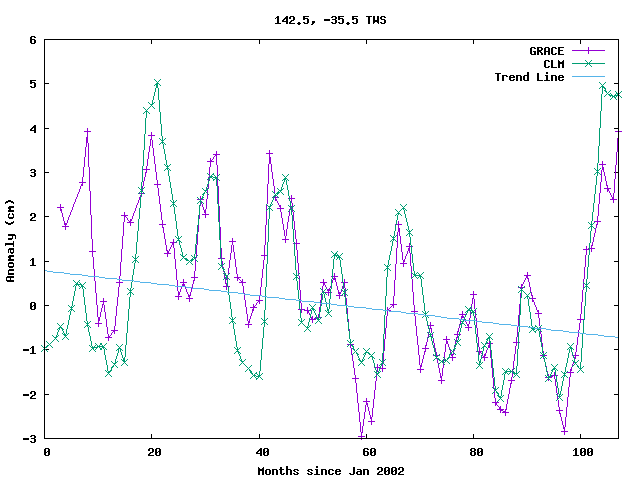 142.5, -35.5 TWS
GRACE
CLM
Trend Line
6
5
4
3
2
1
0
-1
-2
-3
Anomaly (cm)
0 20 40 60 80 100
Months since Jan 2002